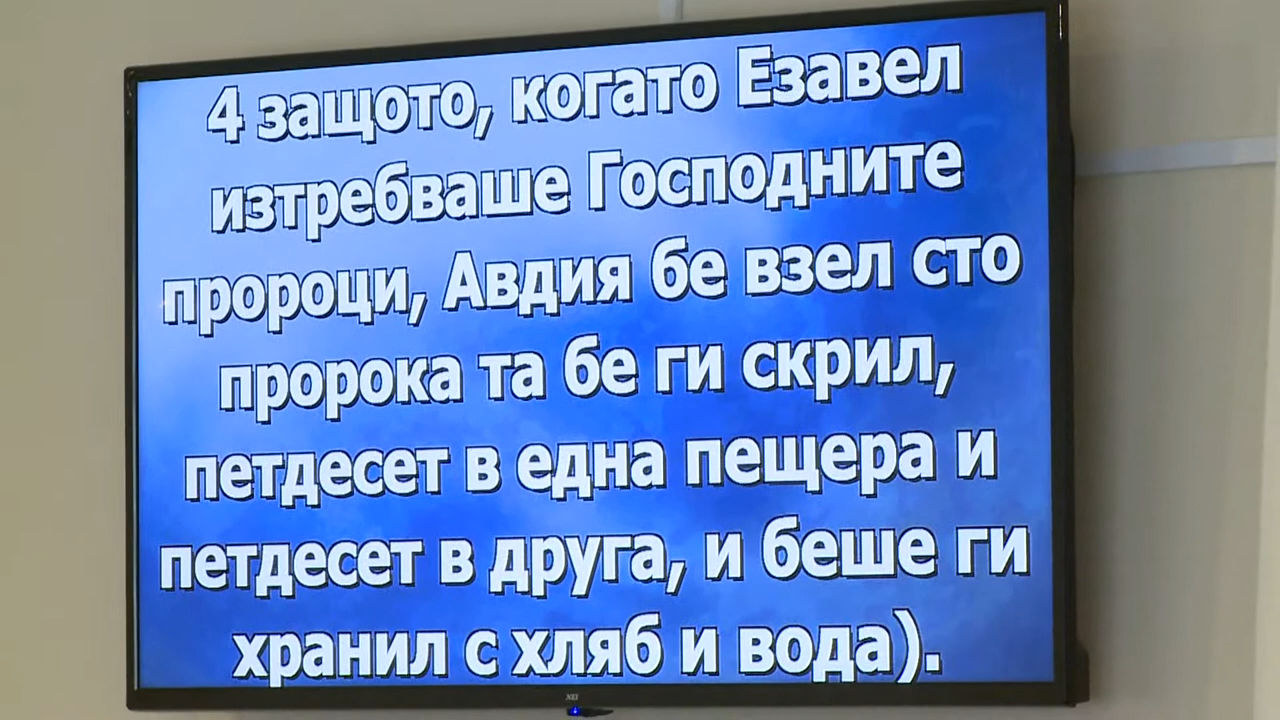 4 защото, когато Езавел
изтребваше Господните
пророци, Авдия бе взел сто
пророка та бе ги скрил,
петдесет в една пещера и
петдесет в друга, и беше ги
хранил с хляб и вода).
NEI